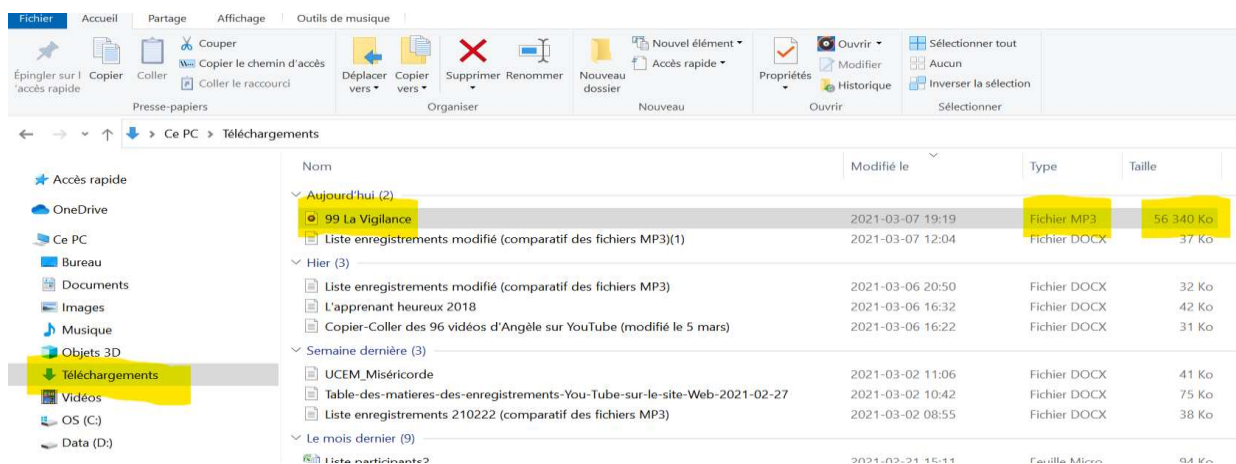 Fichier Accueil Partage Affichage Outils de musique
Épingler sur l'accès rapide
Copier
Coller
Couper
Copier le chemin d'accès
Coller le raccourci
Presse-papiers
Déplacer vers
Copier vers
Supprimer
Renommer
Organiser
Nouveau dossier
Nouvel élément
Accès rapide
Nouveau
Propriétés
Ouvrir
Modifier
Historique
Ouvrir
Sélectionner tout
Aucun
Inverser la sélection
Sélectionner
Ce PC > Téléchargements
Accès rapide
OneDrive
Ce PC
Bureau
Documents
Images
Musique
Objets 3D
Téléchargements
Vidéos
OS (C:)
Data (D:)
Nom Modifié le Type Taille
Aujourd'hui (2)
99 La Vigilance 2021-03-07 19:19 Fichier MP3 56 340 Ko
Liste enregistrements modifié (comparatif des fichiers MP3)(1) 2021-03-07 12:04 Fichier DOCX 37 Ko
Hier (3)
Liste enregistrements modifié (comparatif des fichiers MP3) 2021-03-06 20:50 Fichier DOCX 32 Ko
L'apprenant heureux 2018 2021-03-06 16:32 Fichier DOCX 42 Ko
Copier-Coller des 96 vidéos d'Angèle sur YouTube (modifié le 5 mars) 2021-03-06 16:22 Fichier DOCX 31 Ko
Semaine dernière (3)
UCEM_Miséricorde 2021-03-02 11:06 Fichier DOCX 41 Ko
Table-des-matieres-des-enregistrements-You-Tube-sur-le-site-Web-2021-02-27 2021-03-02 10:42 Fichier DOCX 75 Ko
Liste enregistrements 210222 (comparatif des fichiers MP3) 2021-03-02 08:55 Fichier DOCX 38 Ko
Le mois dernier (9)
Liste participants2 2021-02-21 15:11 Feuille Micro 94 Ko